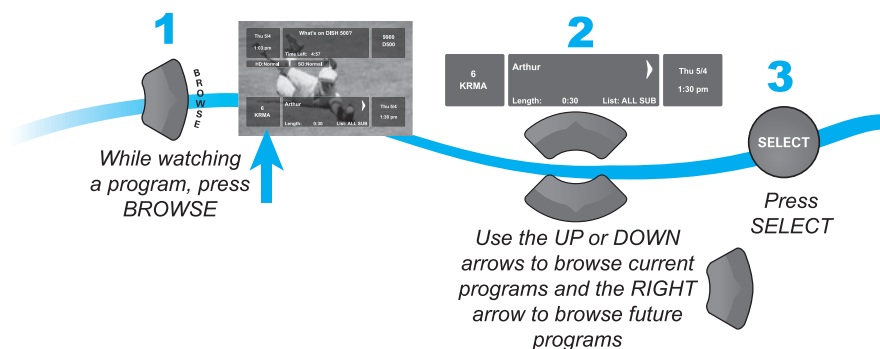 1
BROWSE
Thu 5/4
1:03 pm
What's on DISH 500?
Time Left: 4:57
9900
D500
HD:Normal SD:Normal
6
KRMA
Arthur
Length: 0:30 List: ALL SUB
Thu 5/4
1:30 pm
While watching
a program, press
BROWSE
2
6
KRMA
Arthur
Length: 0:30 List: ALL SUB
Thu 5/4
1:30 pm
Use the UP or DOWN
arrows to browse current
programs and the RIGHT
arrow to browse future
programs
3
SELECT
Press
SELECT